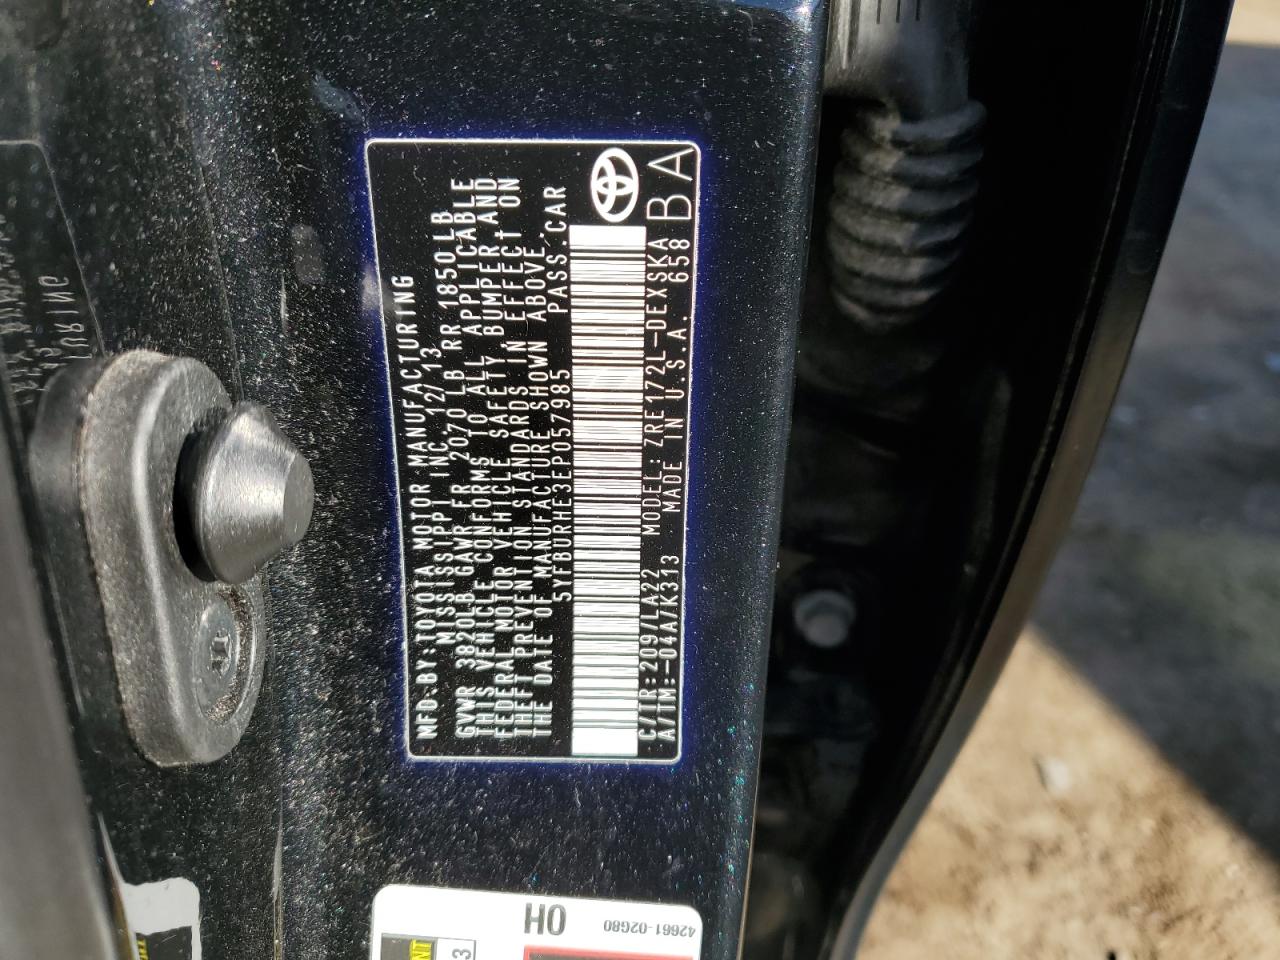 MFD. BY: TOYOTA MOTOR MANUFACTURING
MISSISSIPPI, INC. 12/13
GVWR 3820LB GAWR FR 2070 LB RR 1850LB
THIS VEHICLE CONFORMS TO ALL APPLICABLE
FEDERAL MOTOR VEHICLE SAFETY, BUMPER AND
THEFT PREVENTION STANDARDS IN EFFECT ON
THE DATE OF MANUFACTURE SHOWN ABOVE.
5YFBURHE3EP057985 PASS. CAR
C/TR: 209/LA22 MODEL: ZRE172L-DEXSKA
A/TM: -04A/K313 MADE IN U.S.A. 658
BA
0H
42661-02G80